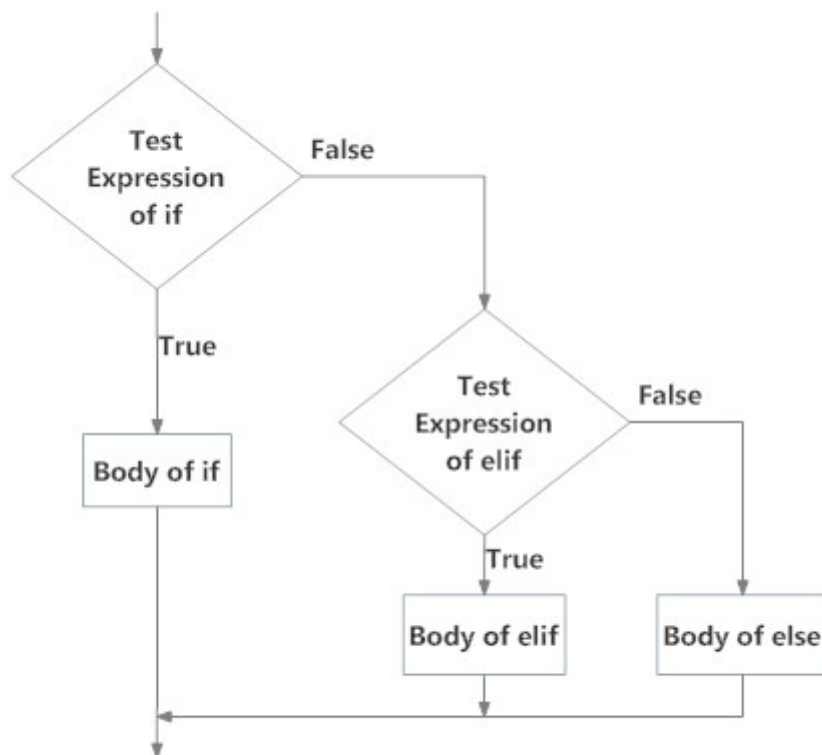 Test
Expression
of if
False
True
Body of if
Test
Expression
of elif
False
True
Body of elif
Body of else